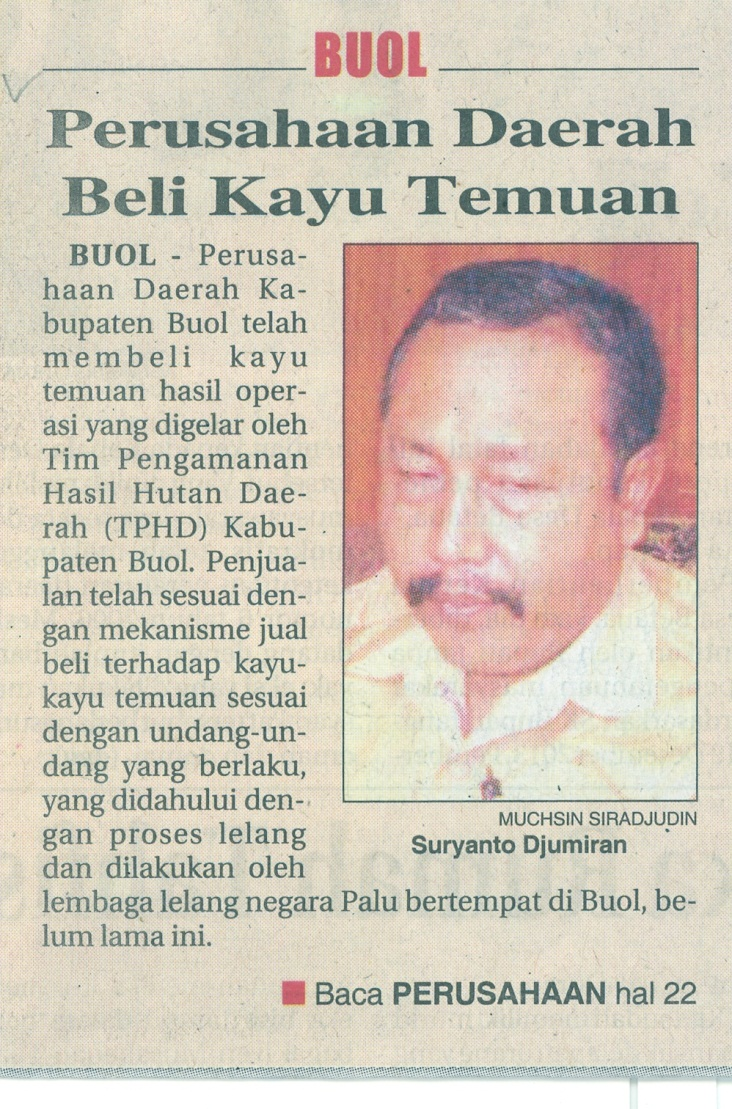 BUOL
Perusahaan Daerah
Beli Kayu Temuan
BUOL - Perusa-
haan Daerah Ka-
bupaten Buol telah
membeli kayu
temuan hasil oper-
asi yang digelar oleh
Tim Pengamanan
Hasil Hutan Dae-
rah (TPHD) Kabu-
paten Buol. Penjua-
lan telah sesuai den-
gan mekanisme jual
beli terhadap kayu-
kayu temuan sesuai
dengan undang-un-
dang yang berlaku,
yang didahului den-
gan proses lelang
dan dilakukan oleh
lembaga lelang negara Palu bertempat di Buol, be-
lum lama ini.
MUCHSIN SIRADJUDIN
Suryanto Djumiran
Baca PERUSAHAAN hal 22